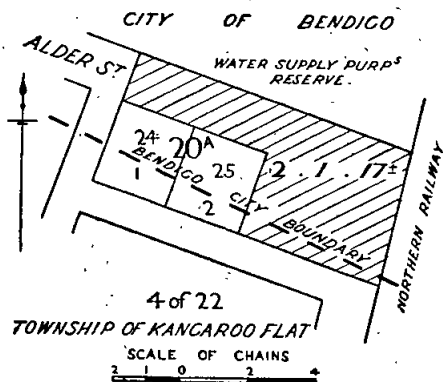 CITY OF BENDIGO
ALDER ST
WATER SUPPLY PURPS
RESERVE.
24
20A
25
2 . 1 . 17±
1
2
BENDIGO CITY BOUNDARY
NORTHERN RAILWAY
4 of 22
TOWNSHIP OF KANGAROO FLAT
SCALE OF CHAINS
2 1 0 2 4